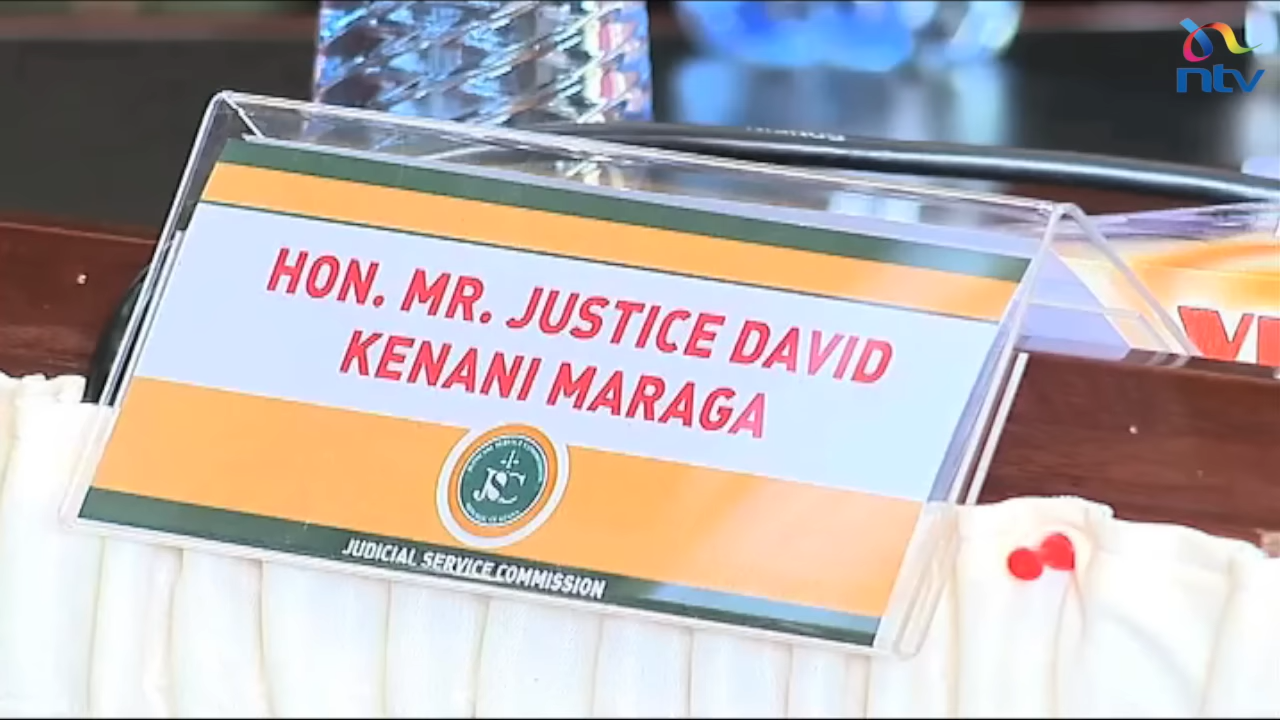 ntv
HON. MR. JUSTICE DAVID
KENANI MARAGA
JSC
JUDICIAL SERVICE COMMISSION